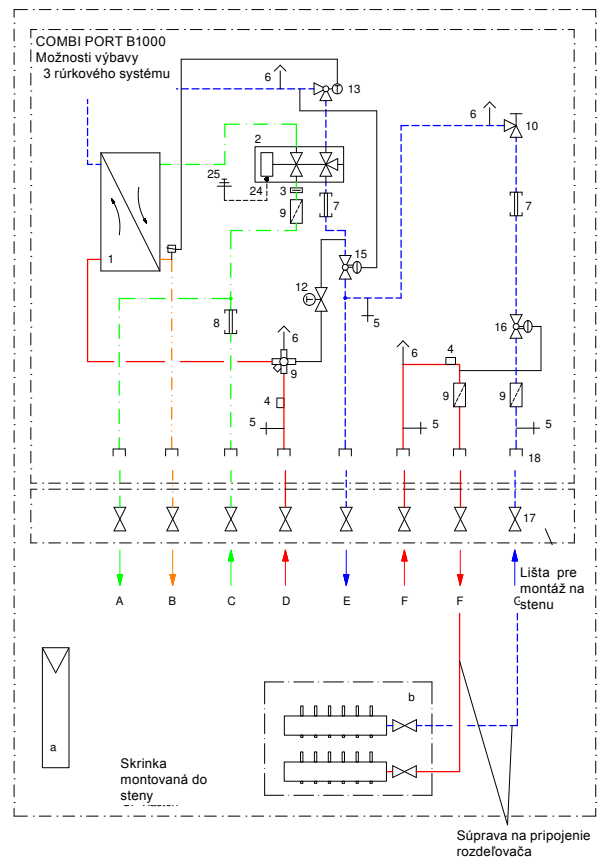 COMBI PORT B1000
Možnosti výbavy
3 rúrkového systému
6
13
6
10
2
25
24
3
9
7
7
1
15
12
5
8
6
9
4
5
6
4
16
9
9
5
5
18
17
A
B
C
D
E
F
F
G
Lišta pre
montáž na
stenu
a
b
Skrinka
montovaná do
steny
Súprava na pripojenie
rozdeľovača